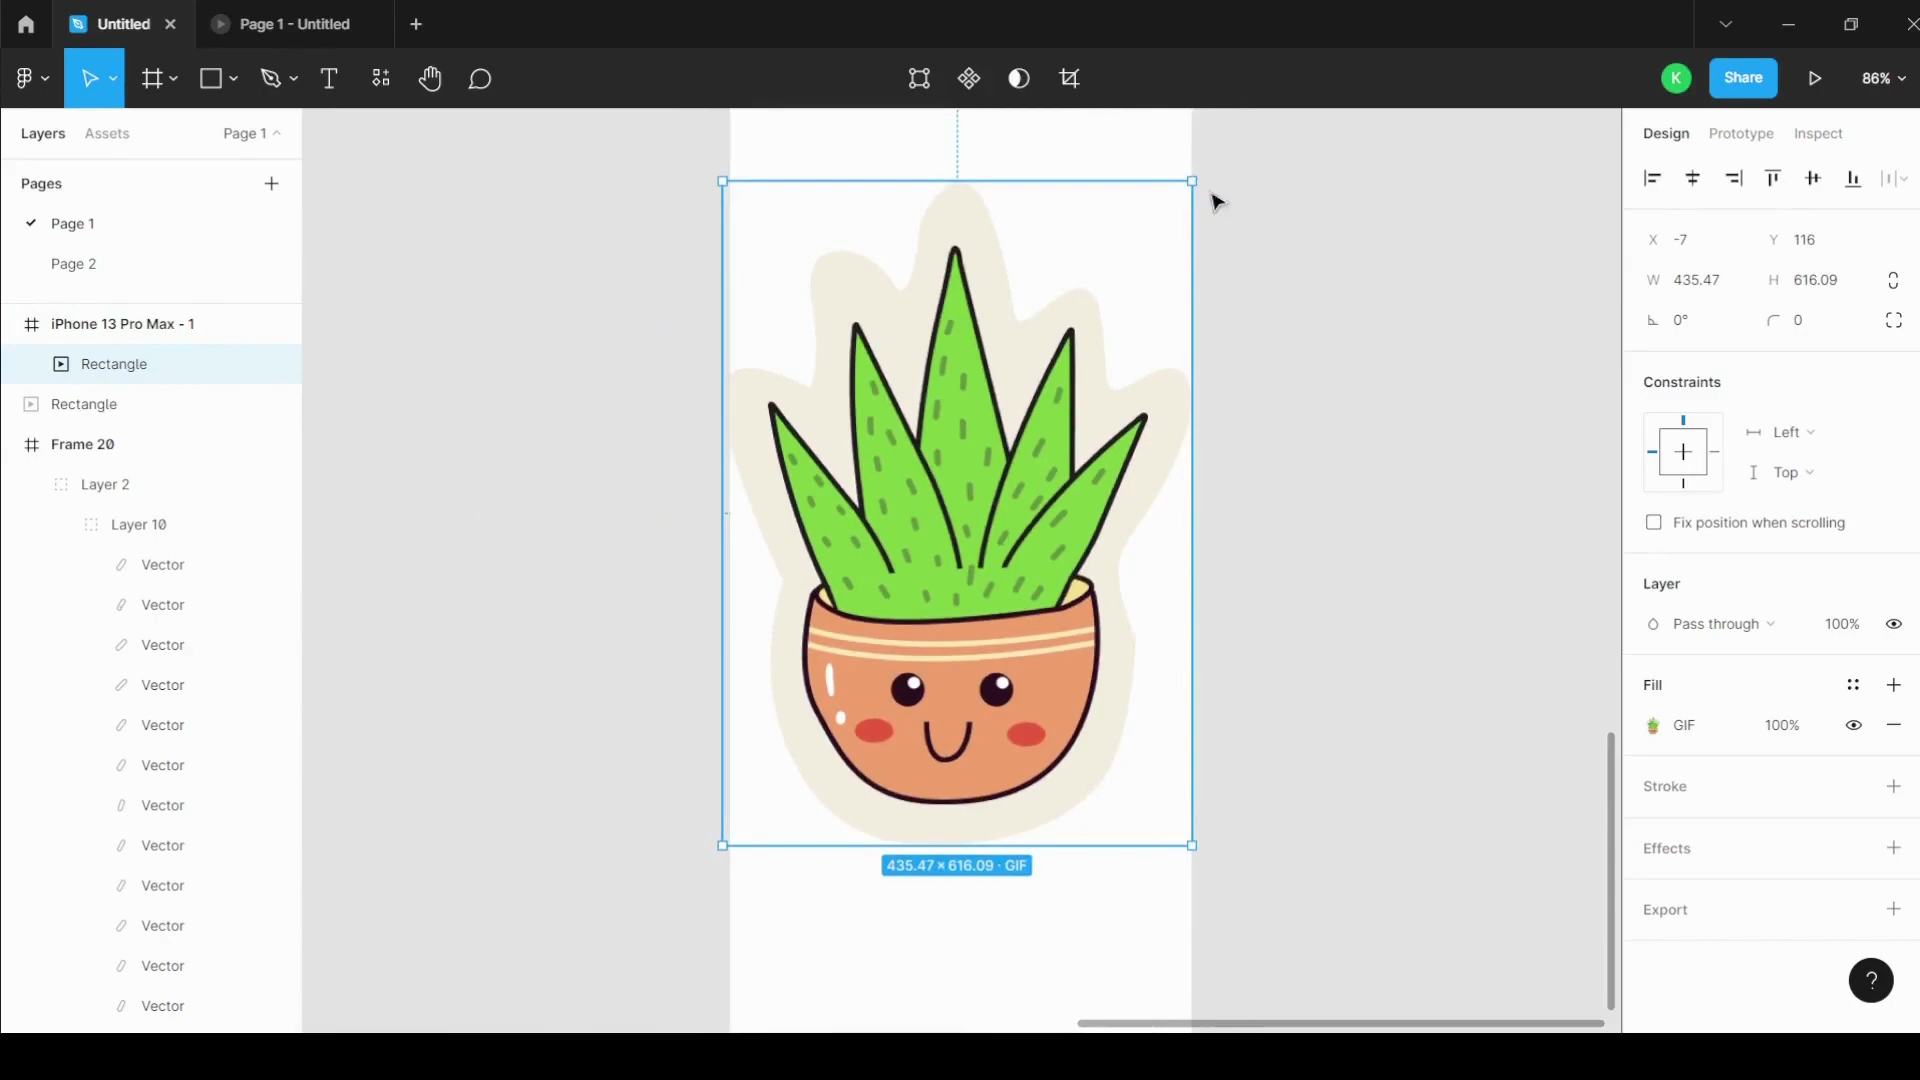 Untitled
Page 1 - Untitled
K
Share
86%
Layers
Assets
Page 1
Pages
Page 1
Page 2
iPhone 13 Pro Max - 1
Rectangle
Rectangle
Frame 20
Layer 2
Layer 10
Vector
Vector
Vector
Vector
Vector
Vector
Vector
Vector
Vector
Vector
Vector
Vector
435.47 × 616.09 · GIF
Design
Prototype
Inspect
X -7
Y 116
W 435.47
H 616.09
0°
0
Constraints
Left
Top
Fix position when scrolling
Layer
Pass through
100%
Fill
GIF
100%
Stroke
Effects
Export
?